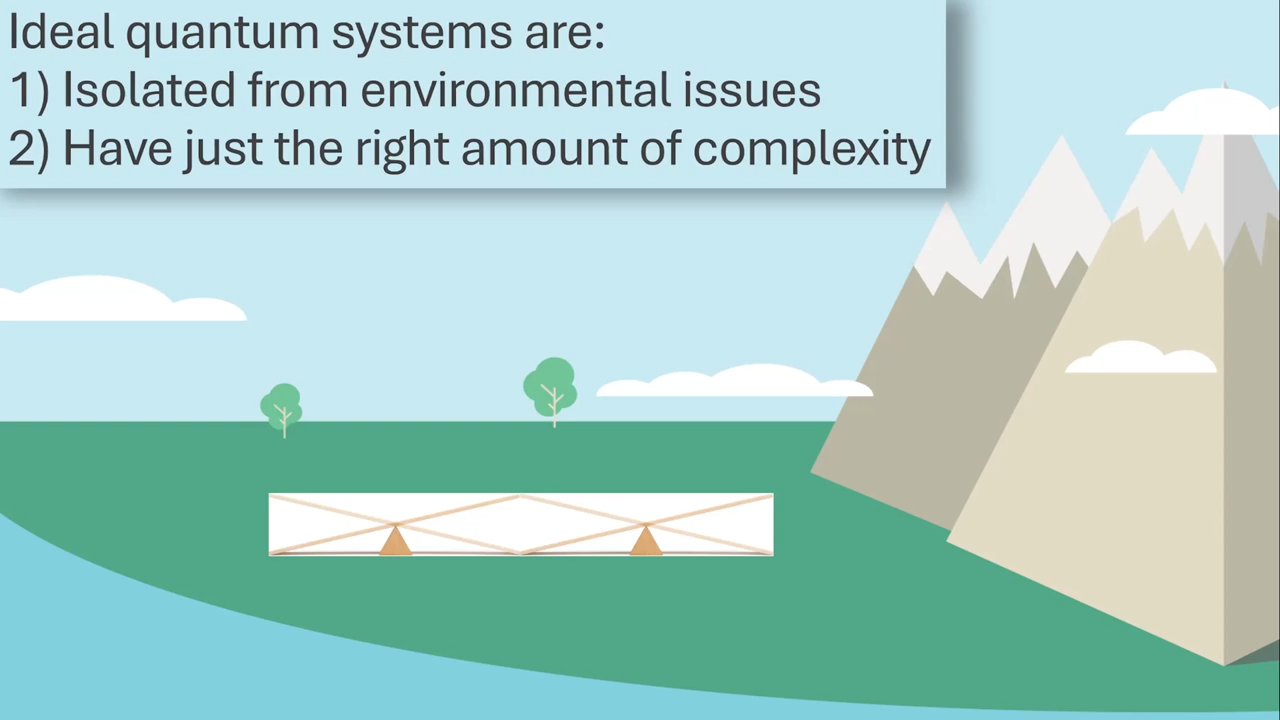 Ideal quantum systems are:
1) Isolated from environmental issues
2) Have just the right amount of complexity